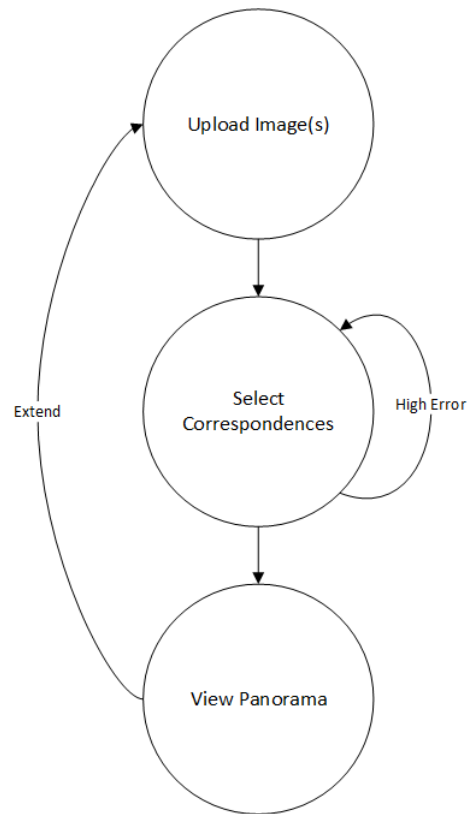 Upload Image(s)
Select
Correspondences
High Error
Extend
View Panorama